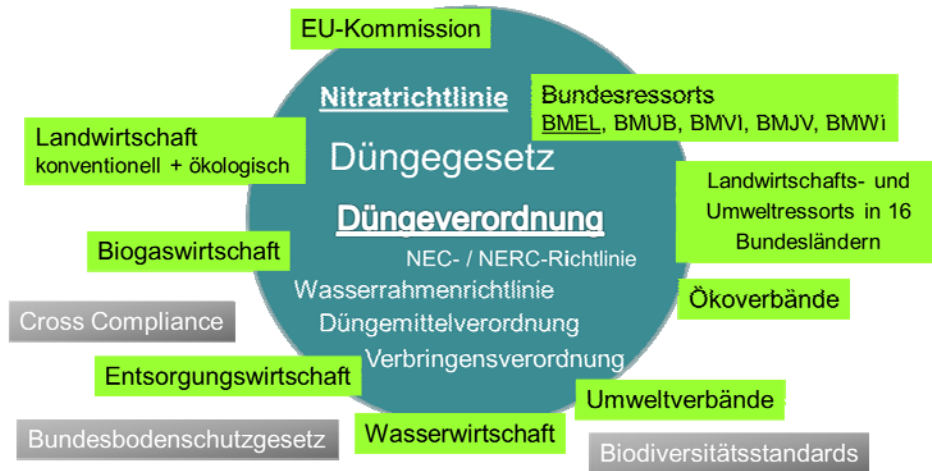 EU-Kommission
Nitratrichtlinie
Bundesressorts
BMEL, BMUB, BMVI, BMJV, BMWi
Landwirtschaft
konventionell + ökologisch
Düngegesetz
Landwirtschafts- und
Umweltressorts in 16
Bundesländern
Düngeverordnung
Biogaswirtschaft
NEC- / NERC-Richtlinie
Wasserrahmenrichtlinie
Ökoverbände
Cross Compliance
Düngemittelverordnung
Verbringensverordnung
Entsorgungswirtschaft
Umweltverbände
Wasserwirtschaft
Bundesbodenschutzgesetz
Biodiversitätsstandards